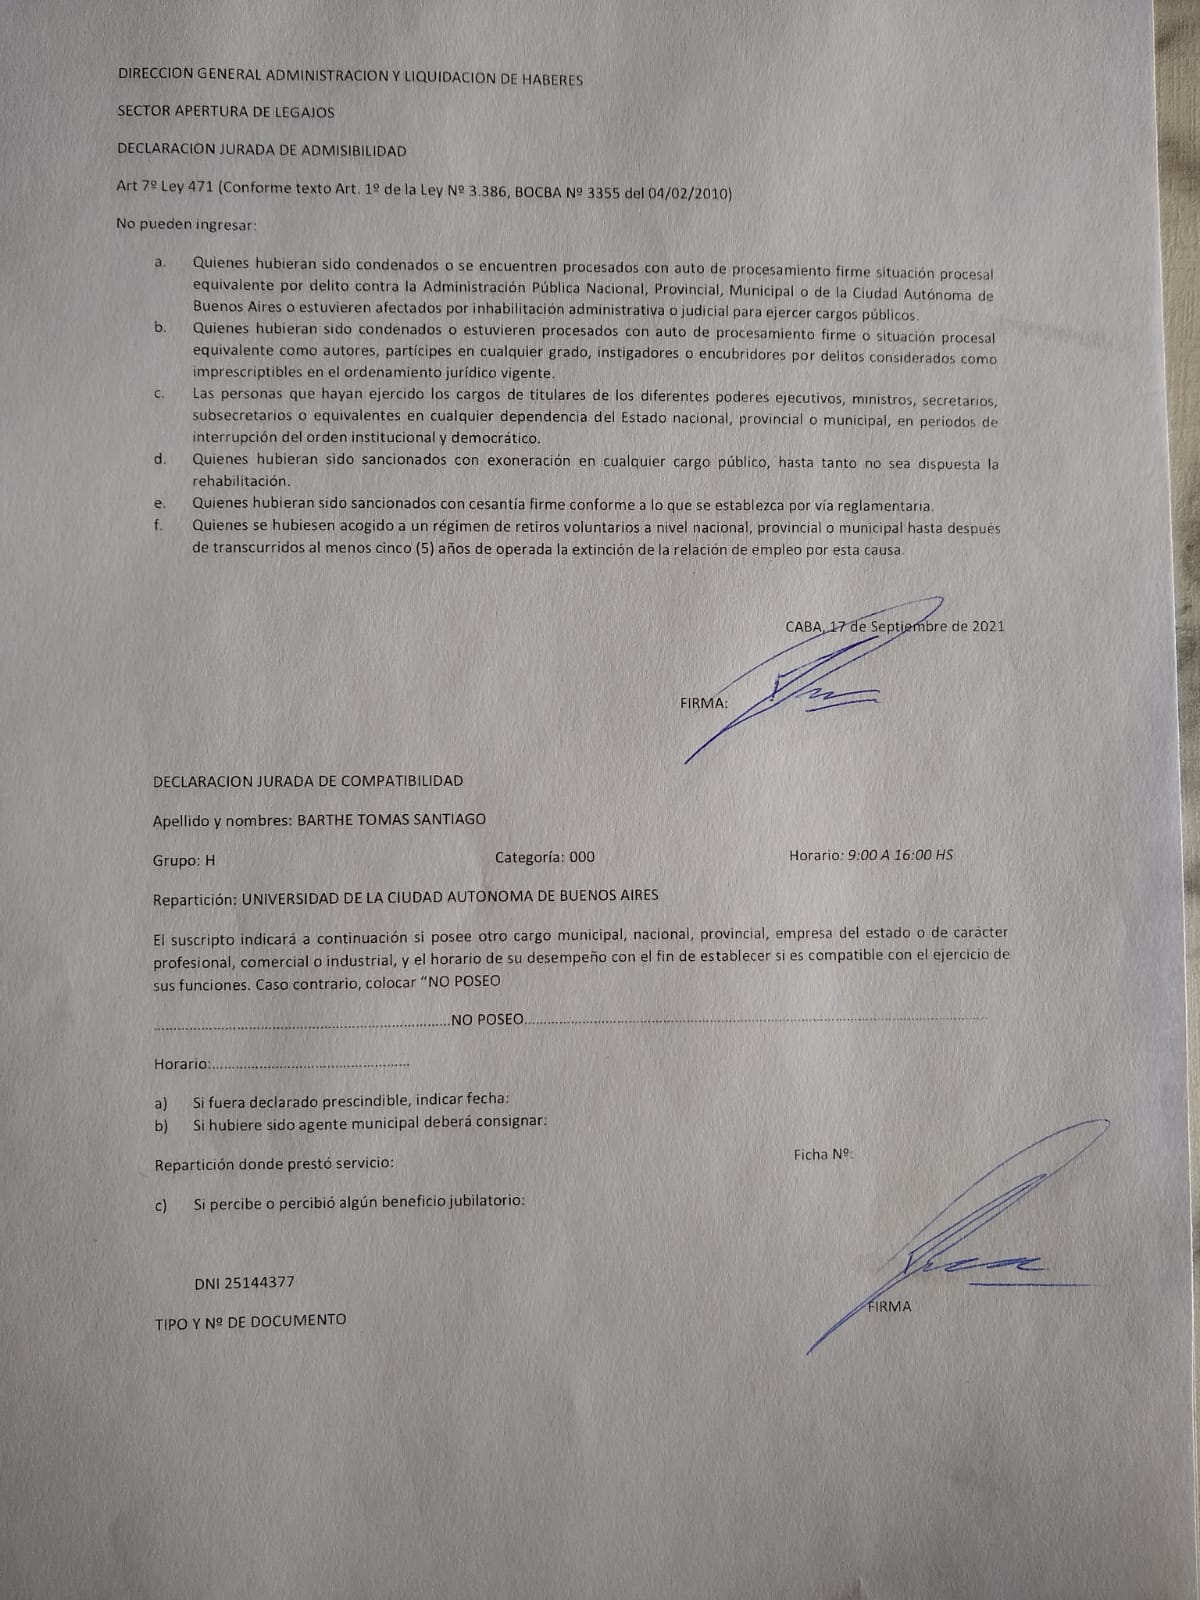 DIRECCION GENERAL ADMINISTRACION Y LIQUIDACION DE HABERES
SECTOR APERTURA DE LEGAJOS
DECLARACION JURADA DE ADMISIBILIDAD
Art 7º Ley 471 (Conforme texto Art. 1º de la Ley Nº 3.386, BOCBA Nº 3355 del 04/02/2010)
No pueden ingresar:
a. Quienes hubieran sido condenados o se encuentren procesados con auto de procesamiento firme situación procesal
equivalente por delito contra la Administración Pública Nacional, Provincial, Municipal o de la Ciudad Autónoma de
Buenos Aires o estuvieren afectados por inhabilitación administrativa o judicial para ejercer cargos públicos.
b. Quienes hubieran sido condenados o estuvieren procesados con auto de procesamiento firme o situación procesal
equivalente como autores, partícipes en cualquier grado, instigadores o encubridores por delitos considerados como
imprescriptibles en el ordenamiento jurídico vigente.
c. Las personas que hayan ejercido los cargos de titulares de los diferentes poderes ejecutivos, ministros, secretarios,
subsecretarios o equivalentes en cualquier dependencia del Estado nacional, provincial o municipal, en períodos de
interrupción del orden institucional y democrático.
d. Quienes hubieran sido sancionados con exoneración en cualquier cargo público, hasta tanto no sea dispuesta la
rehabilitación.
e. Quienes hubieran sido sancionados con cesantía firme conforme a lo que se establezca por vía reglamentaria.
f. Quienes se hubiesen acogido a un régimen de retiros voluntarios a nivel nacional, provincial o municipal hasta después
de transcurridos al menos cinco (5) años de operada la extinción de la relación de empleo por esta causa.
CABA, 17 de Septiembre de 2021
FIRMA:
DECLARACION JURADA DE COMPATIBILIDAD
Apellido y nombres: BARTHE TOMAS SANTIAGO
Grupo: H Categoría: 000 Horario: 9:00 A 16:00 HS
Repartición: UNIVERSIDAD DE LA CIUDAD AUTONOMA DE BUENOS AIRES
El suscripto indicará a continuación si posee otro cargo municipal, nacional, provincial, empresa del estado o de carácter
profesional, comercial o industrial, y el horario de su desempeño con el fin de establecer si es compatible con el ejercicio de
sus funciones. Caso contrario, colocar “NO POSEO
..................................................................NO POSEO......................................................................................................
Horario:............................................
a) Si fuera declarado prescindible, indicar fecha:
b) Si hubiere sido agente municipal deberá consignar:
Repartición donde prestó servicio: Ficha Nº:
c) Si percibe o percibió algún beneficio jubilatorio:
DNI 25144377
FIRMA
TIPO Y Nº DE DOCUMENTO